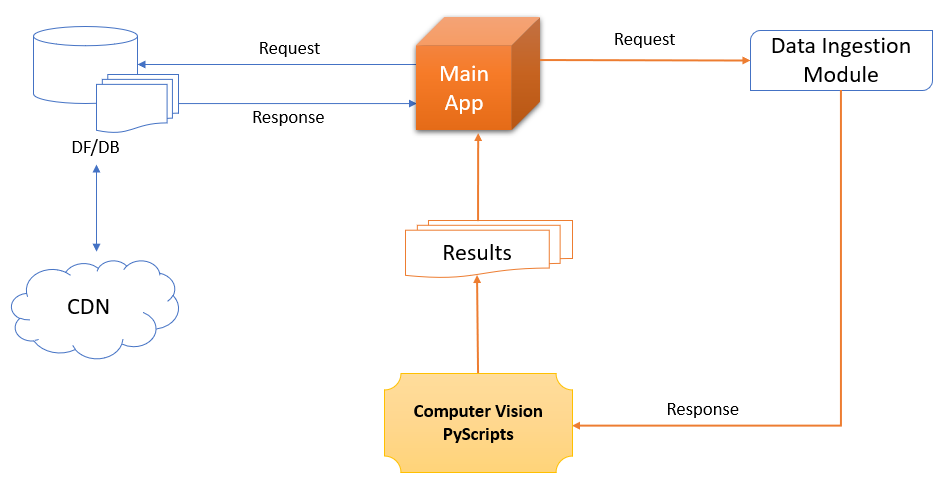 Request
Request
Main
App
Data Ingestion
Module
Response
DF/DB
Results
CDN
Computer Vision
PyScripts
Response